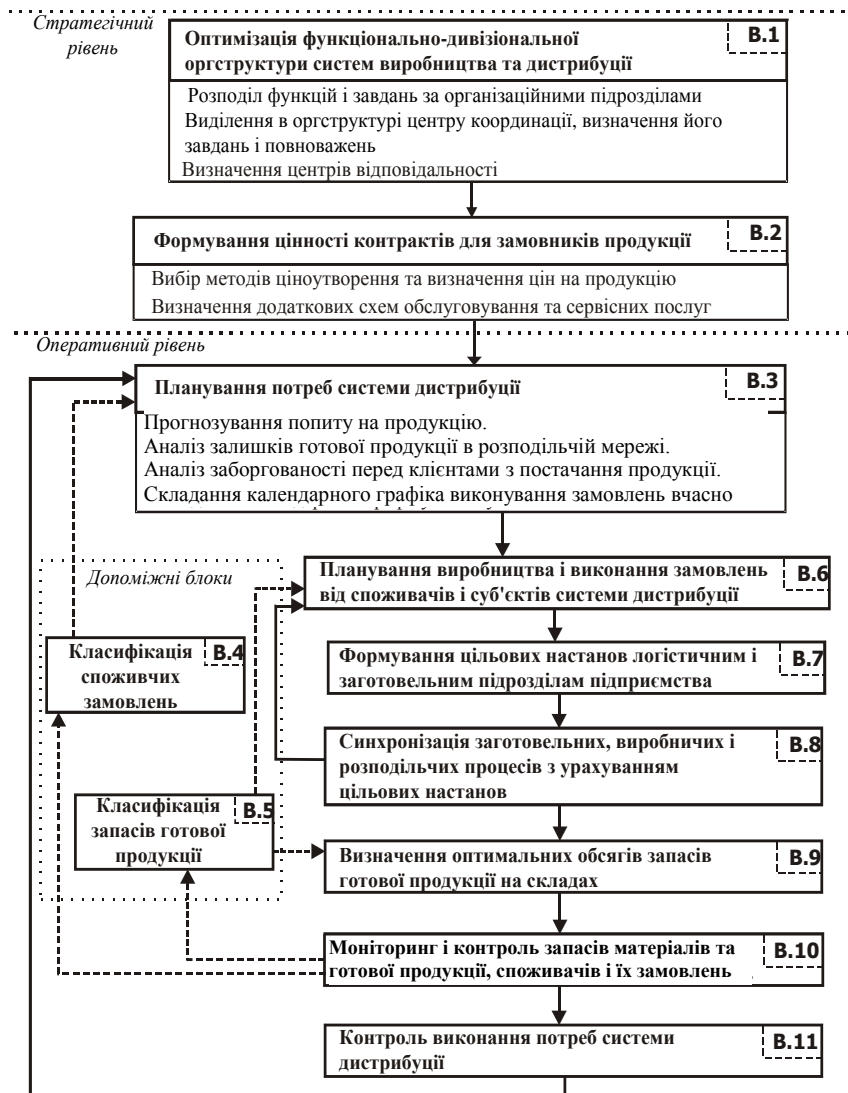 Стратегічний
рівень
Оптимізація функціонально-дивізіональної
оргструктури систем виробництва та дистрибуції
В.1
Розподіл функцій і завдань за організаційними підрозділами
Виділення в оргструктурі центру координації, визначення його
завдань і повноважень
Визначення центрів відповідальності
Формування цінності контрактів для замовників продукції
В.2
Вибір методів ціноутворення та визначення цін на продукцію
Визначення додаткових схем обслуговування та сервісних послуг
Оперативний рівень
Планування потреб системи дистрибуції
В.3
Прогнозування попиту на продукцію.
Аналіз залишків готової продукції в розподільчій мережі.
Аналіз заборгованості перед клієнтами з постачання продукції.
Складання календарного графіка виконування замовлень вчасно
Допоміжні блоки
Планування виробництва і виконання замовлень
від споживачів і суб'єктів системи дистрибуції
В.6
Класифікація
споживчих
замовлень
В.4
Формування цільових настанов логістичним і
заготовельним підрозділам підприємства
В.7
Синхронізація заготовельних, виробничих і
розподільчих процесів з урахуванням
цільових настанов
В.8
Класифікація
запасів готової
продукції
В.5
Визначення оптимальних обсягів запасів
готової продукції на складах
В.9
Моніторинг і контроль запасів матеріалів та
готової продукції, споживачів і їх замовлень
В.10
Контроль виконання потреб системи
дистрибуції
В.11